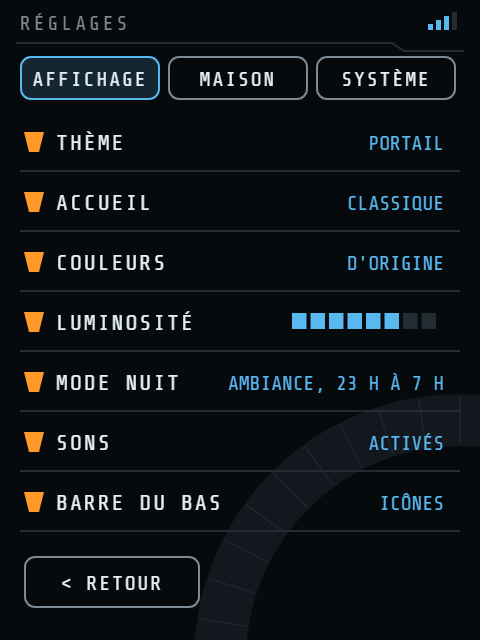 RÉGLAGES
AFFICHAGE MAISON SYSTÈME
THÈME PORTAIL
ACCUEIL CLASSIQUE
COULEURS D'ORIGINE
LUMINOSITÉ
MODE NUIT AMBIANCE, 23 H À 7 H
SONS ACTIVÉS
BARRE DU BAS ICÔNES
< RETOUR